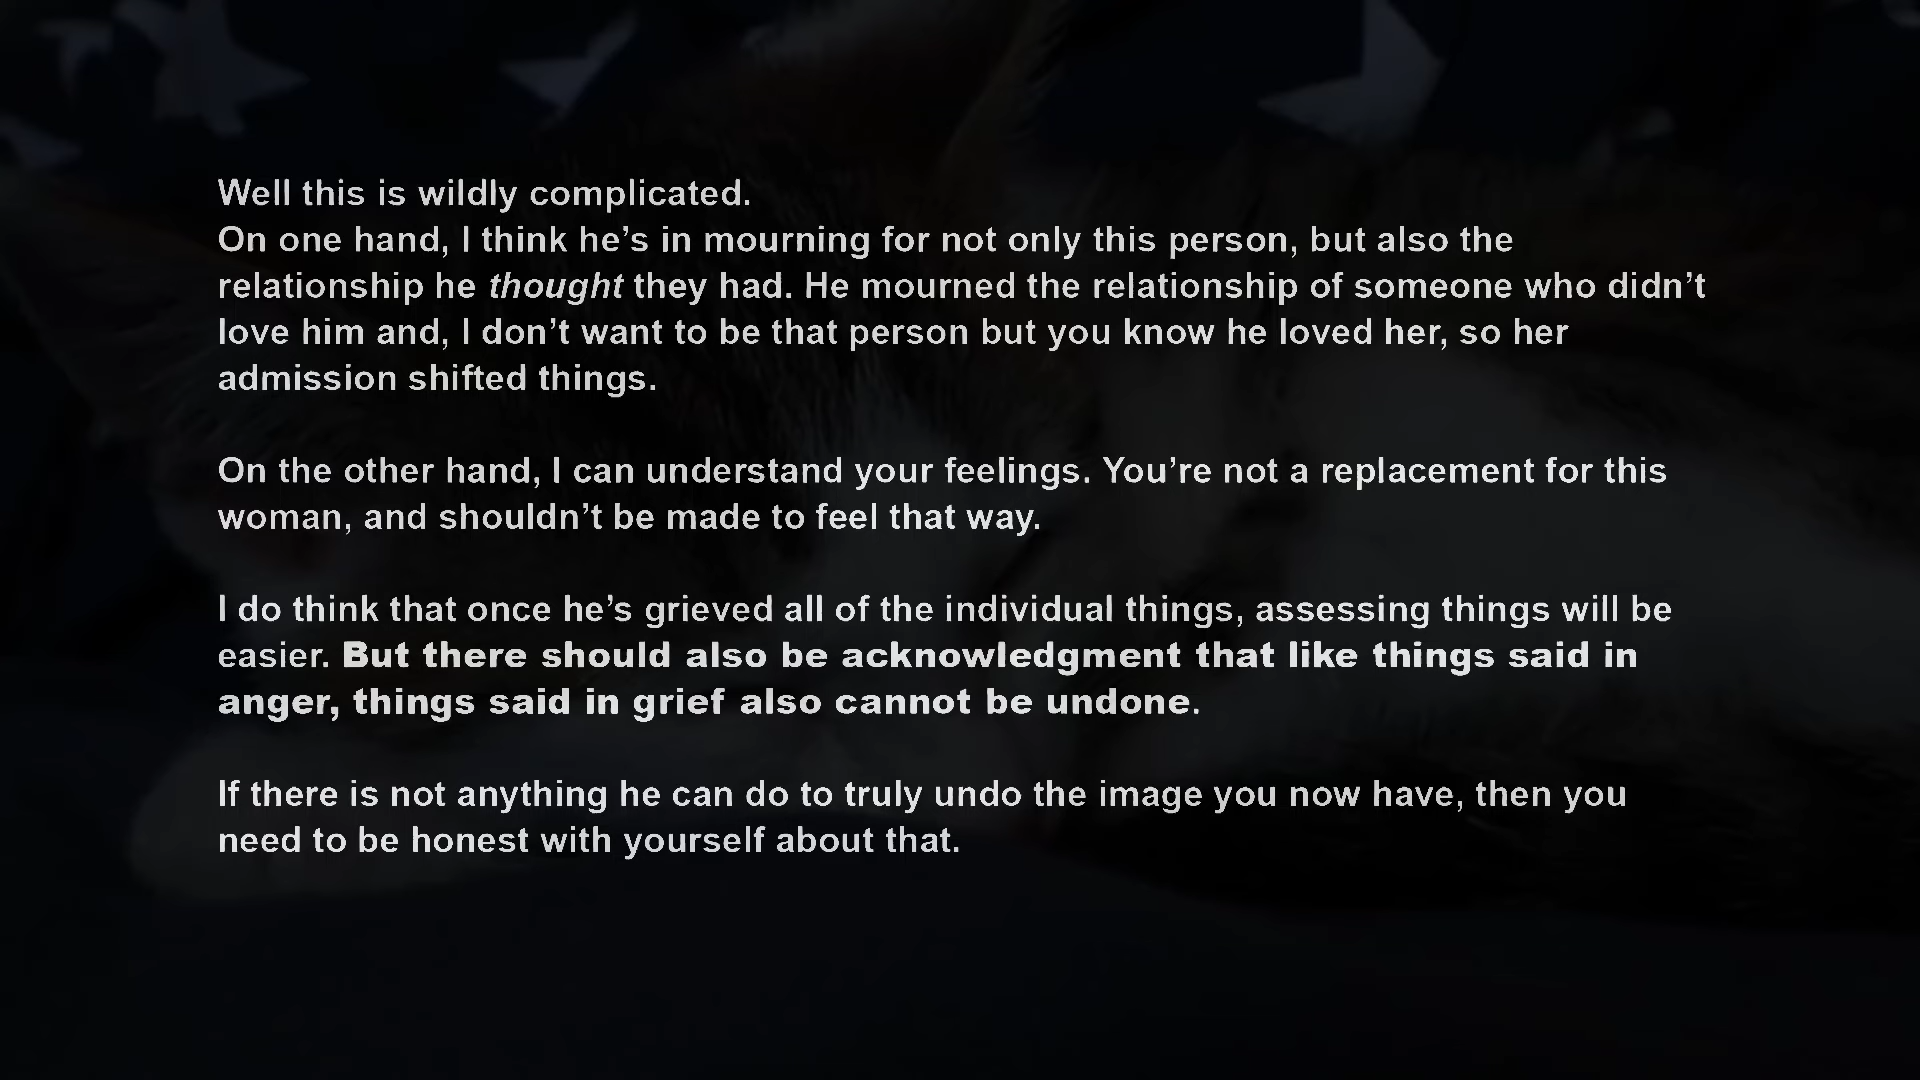 Well this is wildly complicated.
On one hand, I think he’s in mourning for not only this person, but also the
relationship he thought they had. He mourned the relationship of someone who didn’t
love him and, I don’t want to be that person but you know he loved her, so her
admission shifted things.
On the other hand, I can understand your feelings. You’re not a replacement for this
woman, and shouldn’t be made to feel that way.
I do think that once he’s grieved all of the individual things, assessing things will be
easier. But there should also be acknowledgment that like things said in
anger, things said in grief also cannot be undone.
If there is not anything he can do to truly undo the image you now have, then you
need to be honest with yourself about that.